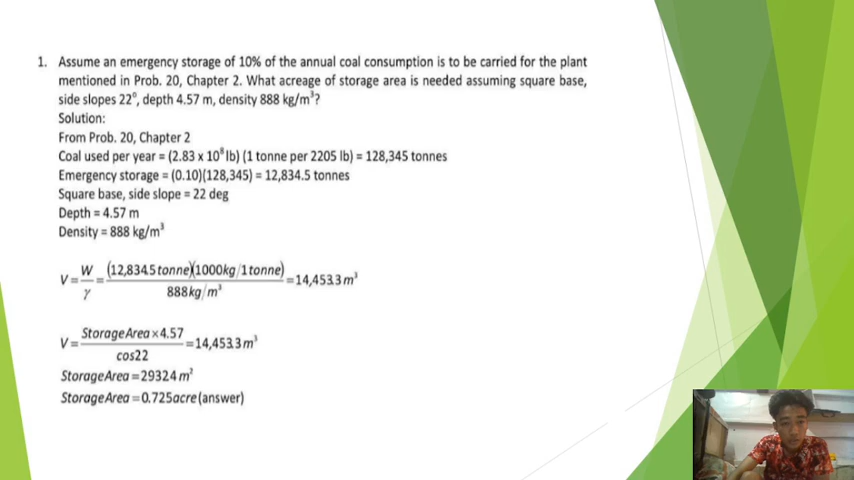 1. Assume an emergency storage of 10% of the annual coal consumption is to be carried for the plant
mentioned in Prob. 20, Chapter 2. What acreage of storage area is needed assuming square base,
side slopes 22°, depth 4.57 m, density 888 kg/m³?
Solution:
From Prob. 20, Chapter 2
Coal used per year = (2.83 x 10⁸ lb) (1 tonne per 2205 lb) = 128,345 tonnes
Emergency storage = (0.10)(128,345) = 12,834.5 tonnes
Square base, side slope = 22 deg
Depth = 4.57 m
Density = 888 kg/m³
V = W/γ = (12,834.5 tonne)(1000kg/1tonne) / 888kg/m³ = 14,453.3 m³
V = StorageArea × 4.57 / cos22 = 14,453.3 m³
StorageArea = 29324 m²
StorageArea = 0.725acre (answer)